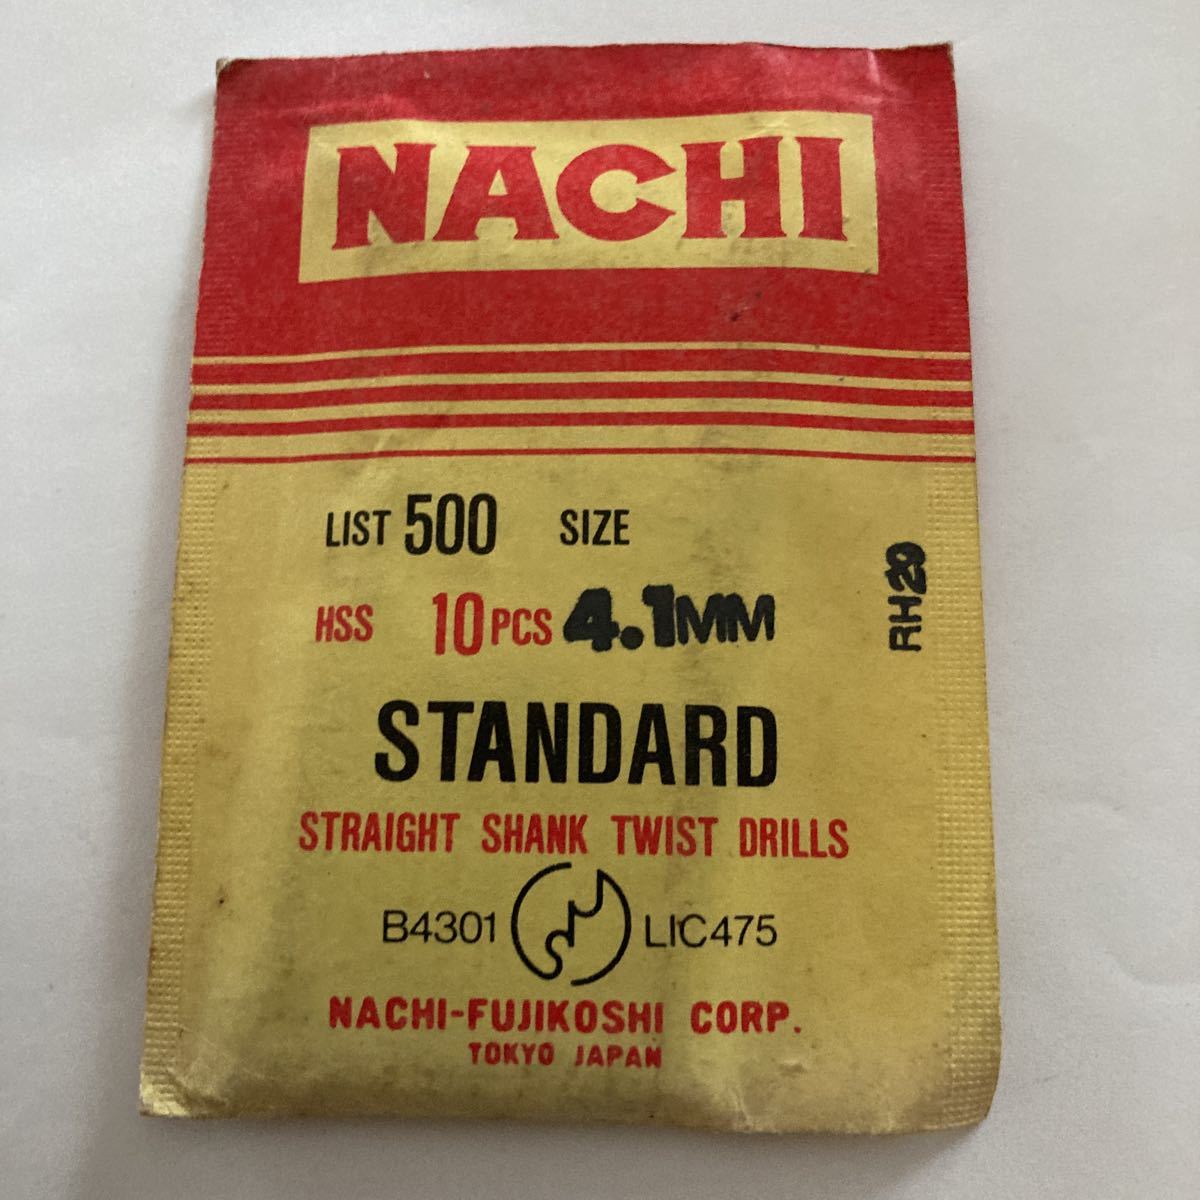 NACHI
LIST 500 SIZE
HSS 10 PCS 4.1MM
RH20
STANDARD
STRAIGHT SHANK TWIST DRILLS
B4301 LIC475
NACHI-FUJIKOSHI CORP.
TOKYO JAPAN